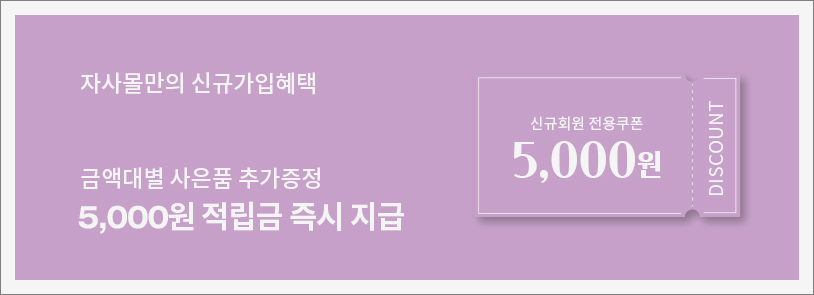 자사몰만의 신규가입혜택
금액대별 사은품 추가증정
5,000원 적립금 즉시 지급
신규회원 전용쿠폰
5,000원
DISCOUNT